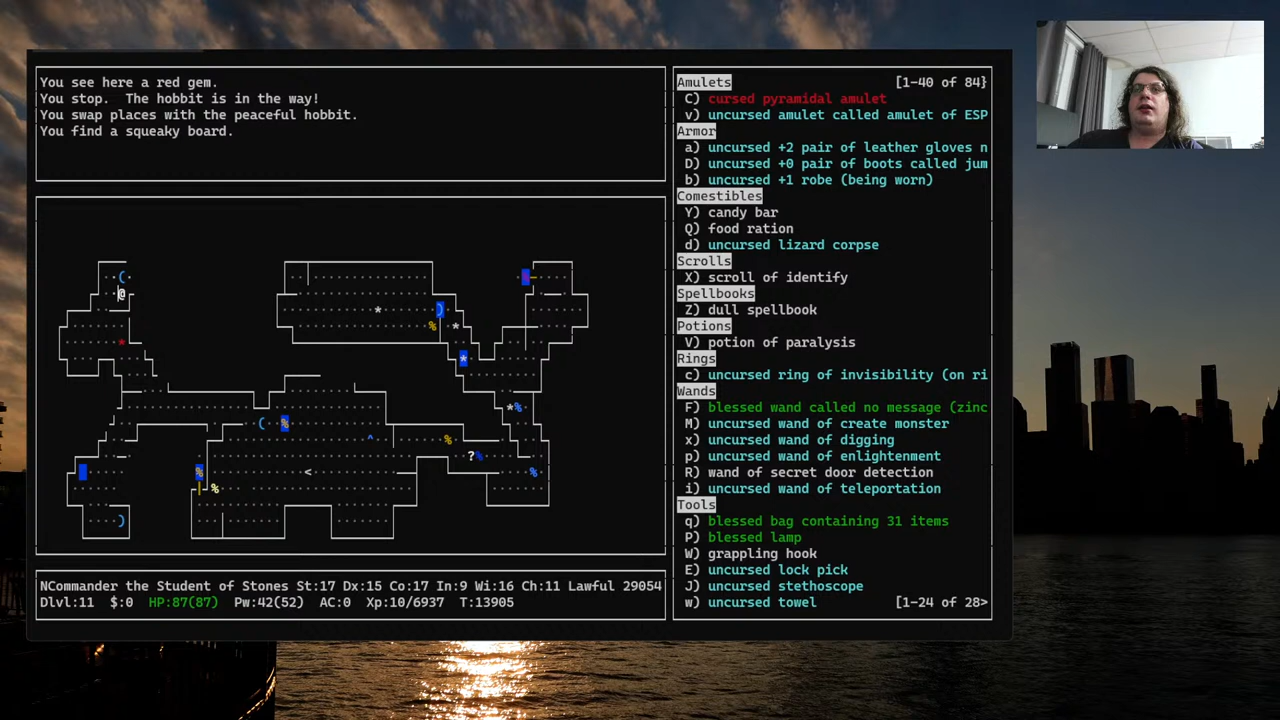 You see here a red gem.
You stop.  The hobbit is in the way!
You swap places with the peaceful hobbit.
You find a squeaky board.
NCommander the Student of Stones St:17 Dx:15 Co:17 In:9 Wi:16 Ch:11 Lawful 29054
Dlvl:11  $:0  HP:87(87)  Pw:42(52)  AC:0  Xp:10/6937  T:13905
Amulets [1-40 of 84}
C) cursed pyramidal amulet
v) uncursed amulet called amulet of ESP
Armor
a) uncursed +2 pair of leather gloves n
D) uncursed +0 pair of boots called jum
b) uncursed +1 robe (being worn)
Comestibles
Y) candy bar
Q) food ration
d) uncursed lizard corpse
Scrolls
X) scroll of identify
Spellbooks
Z) dull spellbook
Potions
V) potion of paralysis
Rings
c) uncursed ring of invisibility (on ri
Wands
F) blessed wand called no message (zinc
M) uncursed wand of create monster
x) uncursed wand of digging
p) uncursed wand of enlightenment
R) wand of secret door detection
i) uncursed wand of teleportation
Tools
q) blessed bag containing 31 items
P) blessed lamp
W) grappling hook
E) uncursed lock pick
J) uncursed stethoscope
w) uncursed towel [1-24 of 28>